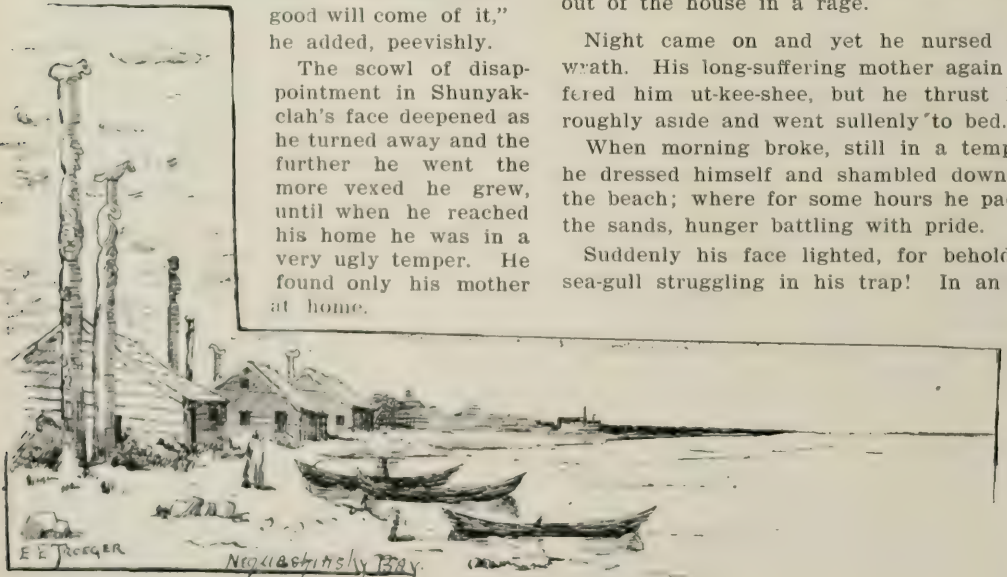 good will come of it,"
he added, peevishly.
The scowl of disap-
pointment in Shunyak-
clah's face deepened as
he turned away and the
further he went the
more vexed he grew,
until when he reached
his home he was in a
very ugly temper. He
found only his mother
at home.
out of the house in a rage.
Night came on and yet he nursed
wrath. His long-suffering mother again
fered him ut-kee-shee, but he thrust
roughly aside and went sullenly to bed.
When morning broke, still in a temp
he dressed himself and shambled down
the beach; where for some hours he pa
the sands, hunger battling with pride.
Suddenly his face lighted, for behold
sea-gull struggling in his trap! In an
E E TROEGER
Bay.